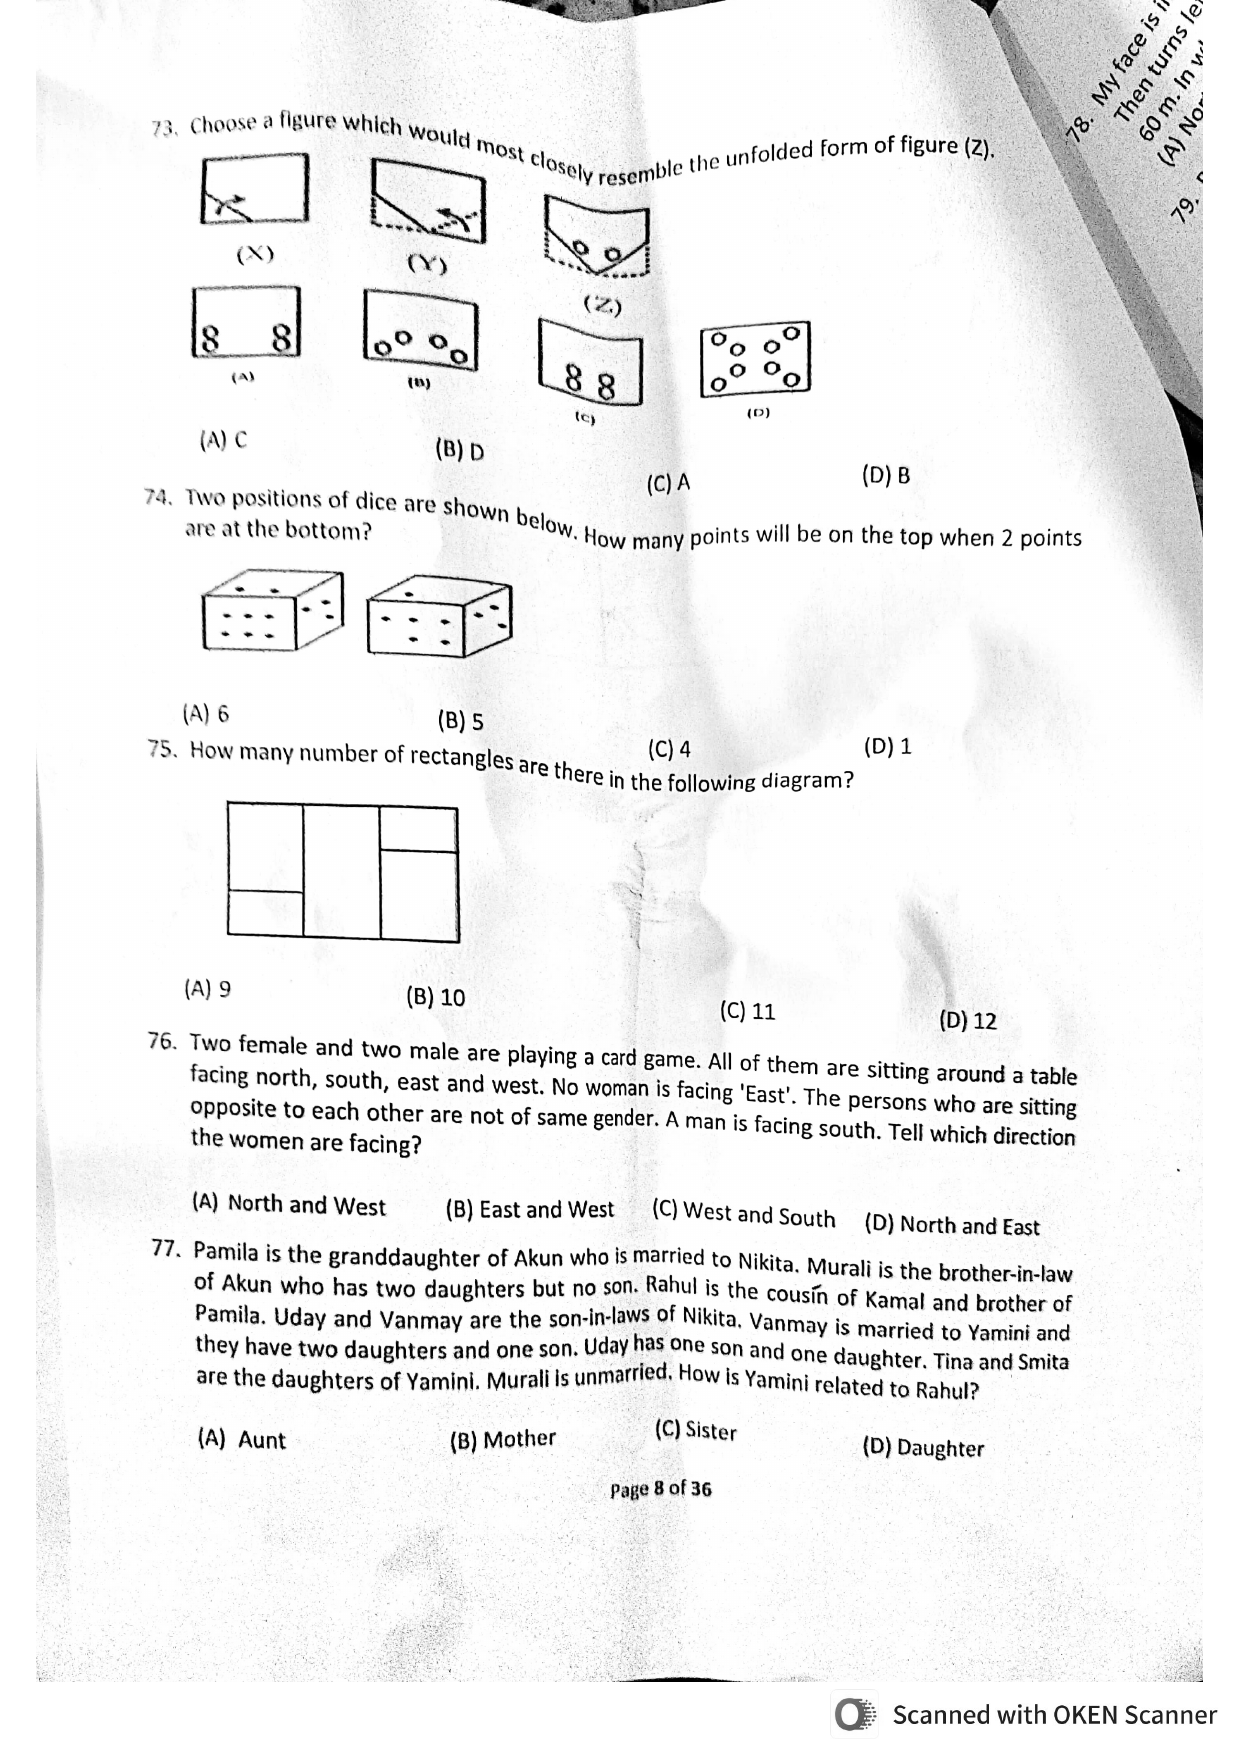 78. My face is
Then turns le
60 m. In w
(A) Nor
79.
73. Choose a figure which would most closely resemble the unfolded form of figure (Z).
(X)
(Y)
(Z)
8 8
8 8
(A)
(B)
(C)
(D)
(A) C
(B) D
(C) A
(D) B
74. Two positions of dice are shown below. How many points will be on the top when 2 points
are at the bottom?
(A) 6
(B) 5
(C) 4
(D) 1
75. How many number of rectangles are there in the following diagram?
(A) 9
(B) 10
(C) 11
(D) 12
76. Two female and two male are playing a card game. All of them are sitting around a table
facing north, south, east and west. No woman is facing 'East'. The persons who are sitting
opposite to each other are not of same gender. A man is facing south. Tell which direction
the women are facing?
(A) North and West (B) East and West (C) West and South (D) North and East
77. Pamila is the granddaughter of Akun who is married to Nikita. Murali is the brother-in-law
of Akun who has two daughters but no son. Rahul is the cousin of Kamal and brother of
Pamila. Uday and Vanmay are the son-in-laws of Nikita. Vanmay is married to Yamini and
they have two daughters and one son. Uday has one son and one daughter. Tina and Smita
are the daughters of Yamini. Murali is unmarried. How is Yamini related to Rahul?
(A) Aunt
(B) Mother
(C) Sister
(D) Daughter
Page 8 of 36
Scanned with OKEN Scanner